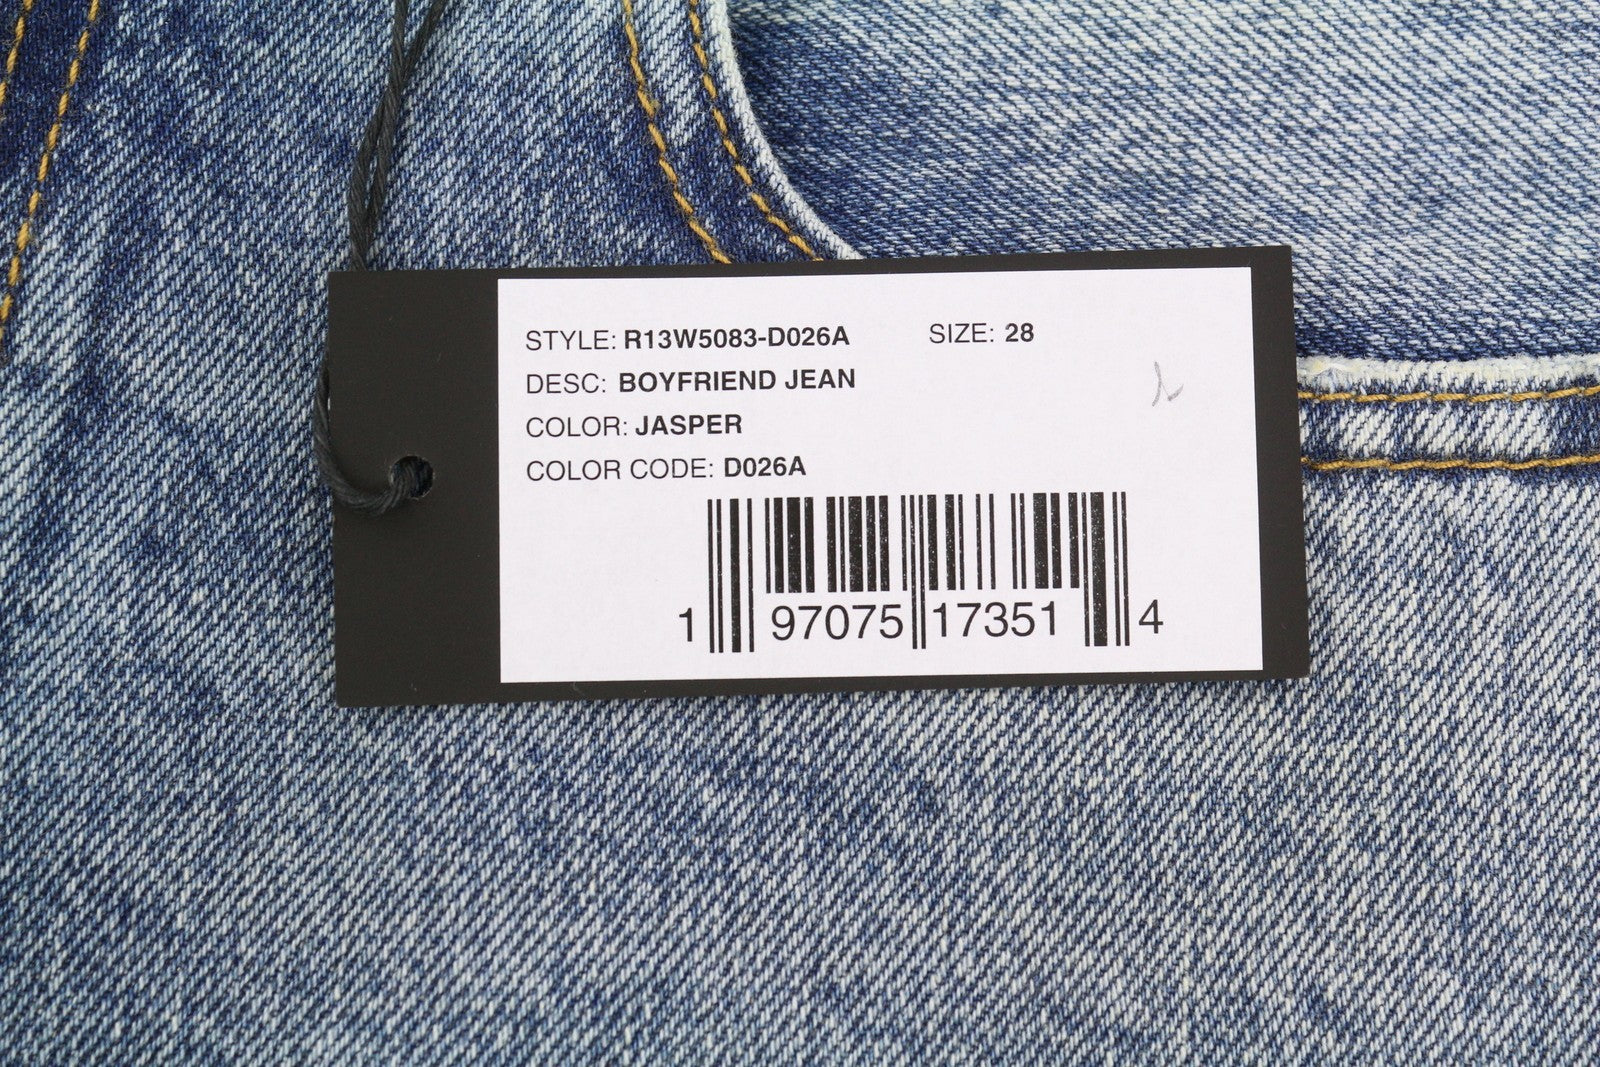 STYLE: R13W5083-D026A SIZE: 28
DESC: BOYFRIEND JEAN
COLOR: JASPER
COLOR CODE: D026A
1 97075 17351 4